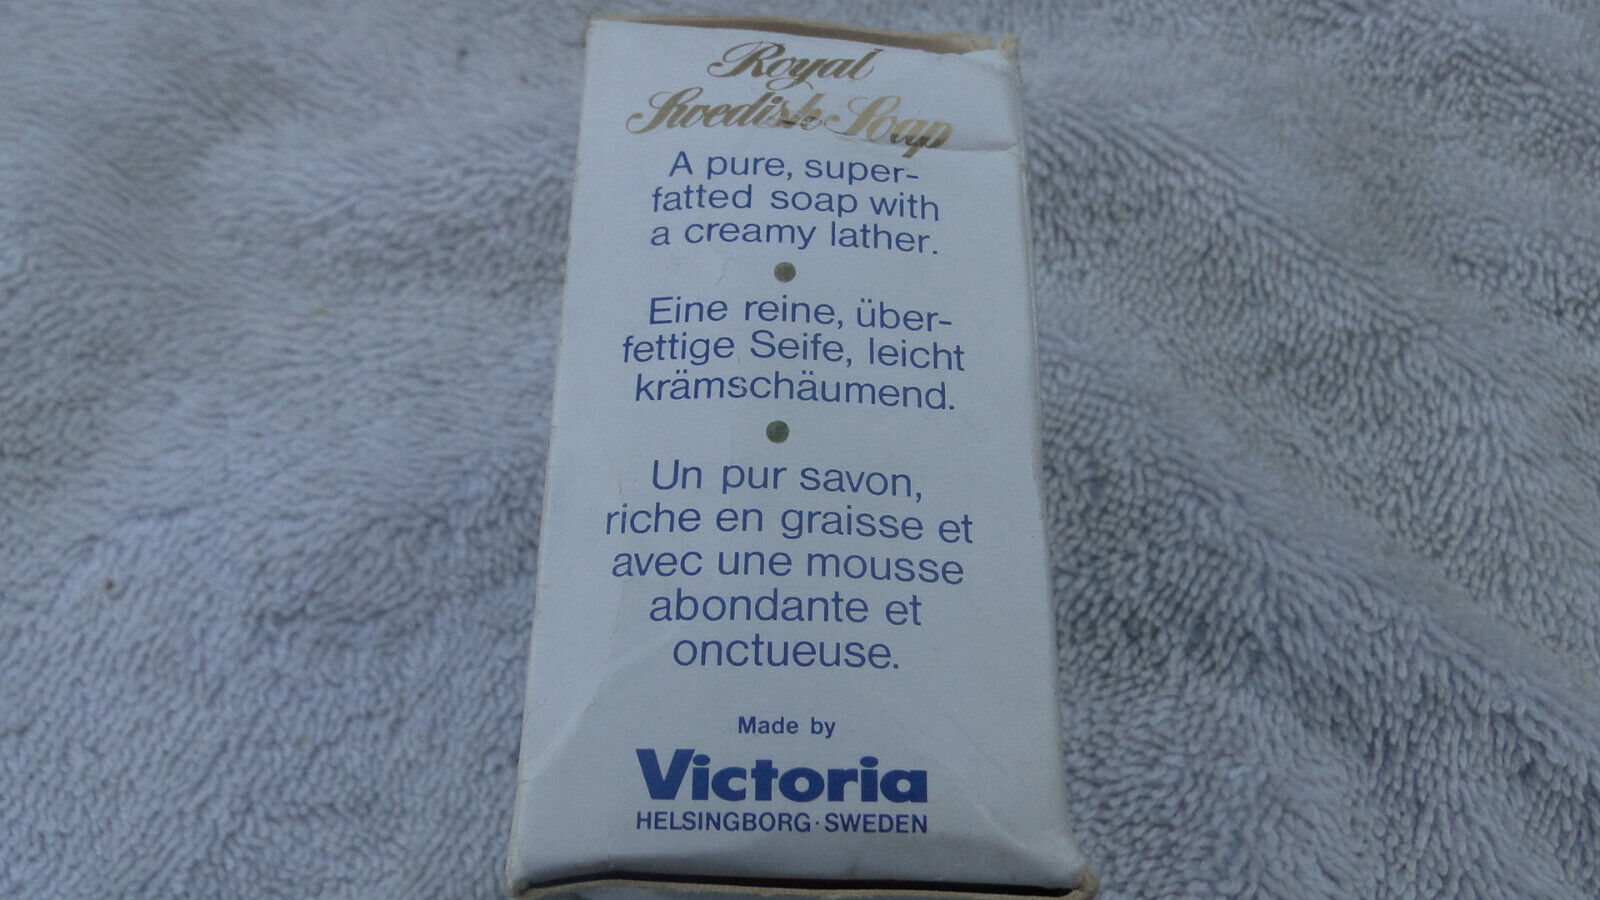 Royal
Swedish Soap
A pure, super-
fatted soap with
a creamy lather.
Eine reine, über-
fettige Seife, leicht
krämschäumend.
Un pur savon,
riche en graisse et
avec une mousse
abondante et
onctueuse.
Made by
Victoria
HELSINGBORG·SWEDEN